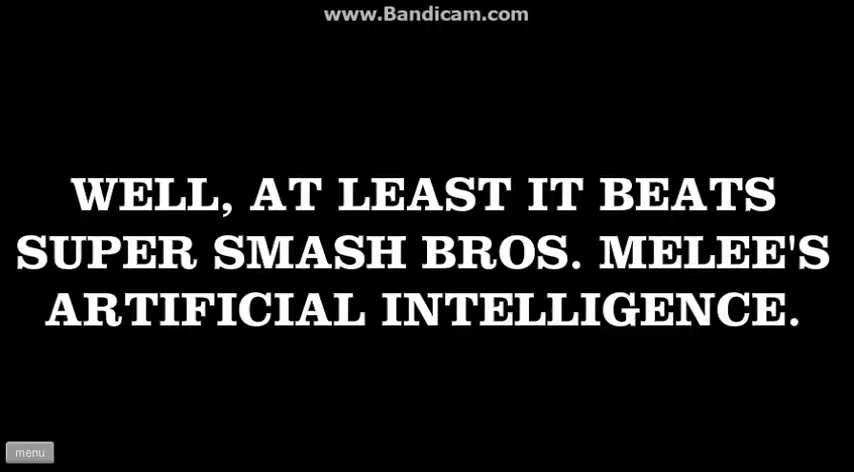 www.Bandicam.com
WELL, AT LEAST IT BEATS
SUPER SMASH BROS. MELEE'S
ARTIFICIAL INTELLIGENCE.
menu